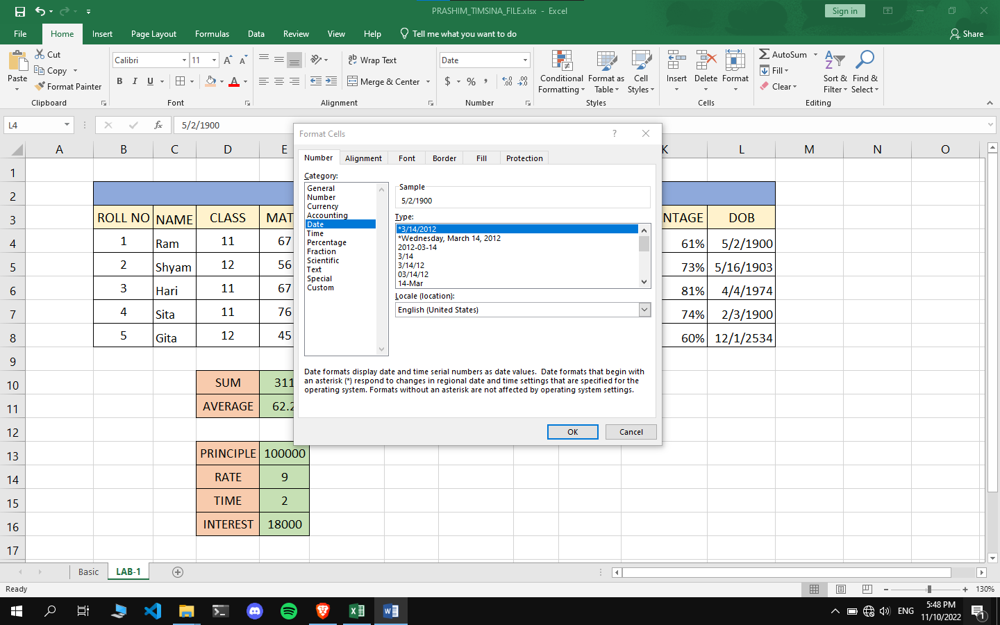 PRASHIM_TIMSINA_FILE.xlsx - Excel
Sign in
File Home Insert Page Layout Formulas Data Review View Help Tell me what you want to do Share
Paste
Cut
Copy
Format Painter
Clipboard
Calibri 11
B I U A
Font
ab Wrap Text
Merge & Center
Alignment
Date
$ % ,
Number
Conditional Formatting
Format as Table
Cell Styles
Styles
Insert Delete Format
Cells
AutoSum
Fill
Clear
Sort & Filter
Find & Select
Editing
L4 fx 5/2/1900
A B C D E K L M N O
1
2
3 ROLL NO NAME CLASS MAT NTAGE DOB
4 1 Ram 11 67 61% 5/2/1900
5 2 Shyam 12 56 73% 5/16/1903
6 3 Hari 11 67 81% 4/4/1974
7 4 Sita 11 76 74% 2/3/1900
8 5 Gita 12 45 60% 12/1/2534
9
10 SUM 311
11 AVERAGE 62.2
12
13 PRINCIPLE 100000
14 RATE 9
15 TIME 2
16 INTEREST 18000
17
Format Cells ?
Number Alignment Font Border Fill Protection
Category:
General
Number
Currency
Accounting
Date
Time
Percentage
Fraction
Scientific
Text
Special
Custom
Sample
5/2/1900
Type:
*3/14/2012
*Wednesday, March 14, 2012
2012-03-14
3/14
3/14/12
03/14/12
14-Mar
Locale (location):
English (United States)
Date formats display date and time serial numbers as date values. Date formats that begin with
an asterisk (*) respond to changes in regional date and time settings that are specified for the
operating system. Formats without an asterisk are not affected by operating system settings.
OK Cancel
Basic LAB-1
Ready 130%
ENG 5:48 PM
11/10/2022
1